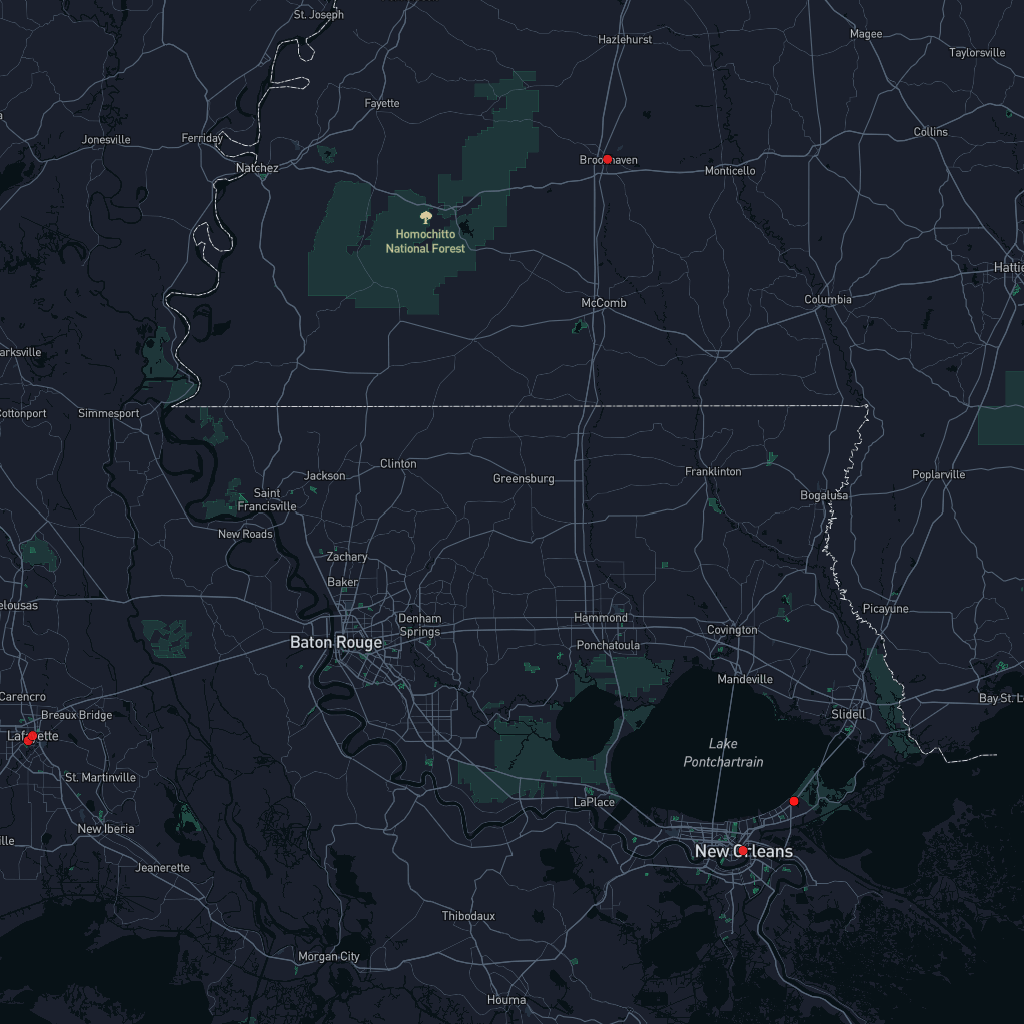 St. Joseph
Hazlehurst
Magee
Taylorsville
Fayette
Jonesville
Ferriday
Collins
Natchez
Monticello
Homochitto
National Forest
McComb
Columbia
Hattie
arksville
Cottonport
Simmesport
Clinton
Jackson
Greensburg
Franklinton
Poplarville
Saint
Francisville
Bogalusa
New Roads
Zachary
Baker
elousas
Picayune
Denham
Springs
Hammond
Covington
Baton Rouge
Ponchatoula
Mandeville
Carencro
Bay St. L
Breaux Bridge
Slidell
Lake
Pontchartrain
St. Martinville
LaPlace
New Iberia
ville
New Orleans
Jeanerette
Thibodaux
Morgan City
Houma